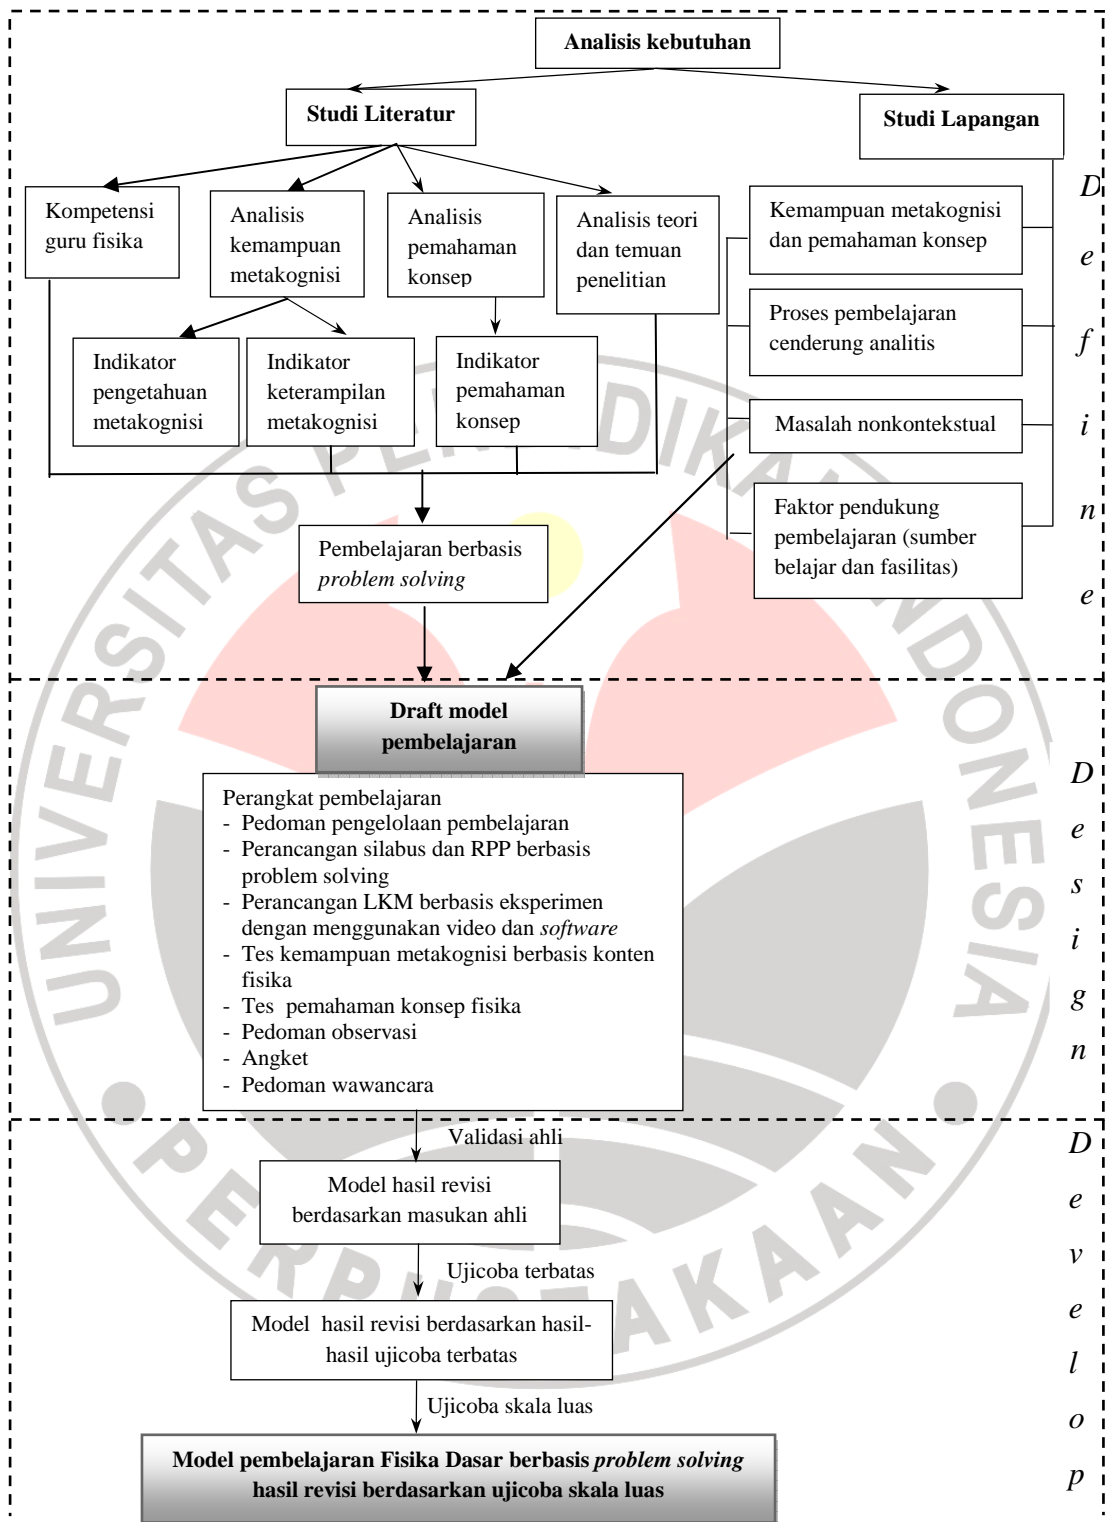 Analisis kebutuhan
Studi Literatur
Studi Lapangan
Kompetensi
guru fisika
Analisis
kemampuan
metakognisi
Analisis
pemahaman
konsep
Analisis teori
dan temuan
penelitian
Indikator
pengetahuan
metakognisi
Indikator
keterampilan
metakognisi
Indikator
pemahaman
konsep
Kemampuan metakognisi
dan pemahaman konsep
Proses pembelajaran
cenderung analitis
Masalah nonkontekstual
Faktor pendukung
pembelajaran (sumber
belajar dan fasilitas)
Pembelajaran berbasis
problem solving
D
e
f
i
n
e
Draft model
pembelajaran
Perangkat pembelajaran
- Pedoman pengelolaan pembelajaran
- Perancangan silabus dan RPP berbasis
problem solving
- Perancangan LKM berbasis eksperimen
dengan menggunakan video dan software
- Tes kemampuan metakognisi berbasis konten
fisika
- Tes pemahaman konsep fisika
- Pedoman observasi
- Angket
- Pedoman wawancara
D
e
s
i
g
n
Validasi ahli
Model hasil revisi
berdasarkan masukan ahli
Ujicoba terbatas
Model hasil revisi berdasarkan hasil-
hasil ujicoba terbatas
Ujicoba skala luas
Model pembelajaran Fisika Dasar berbasis problem solving
hasil revisi berdasarkan ujicoba skala luas
D
e
v
e
l
o
p
UNIVERSITAS PENDIDIKAN INDONESIA
PERPUSTAKAAN